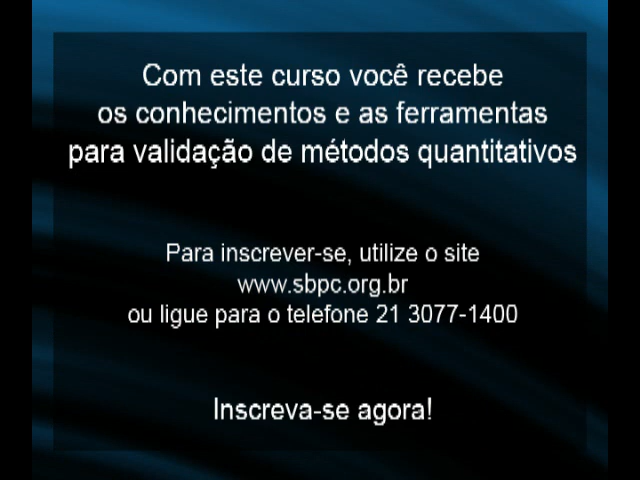 Com este curso você recebe
os conhecimentos e as ferramentas
para validação de métodos quantitativos
Para inscrever-se, utilize o site
www.sbpc.org.br
ou ligue para o telefone 21 3077-1400
Inscreva-se agora!